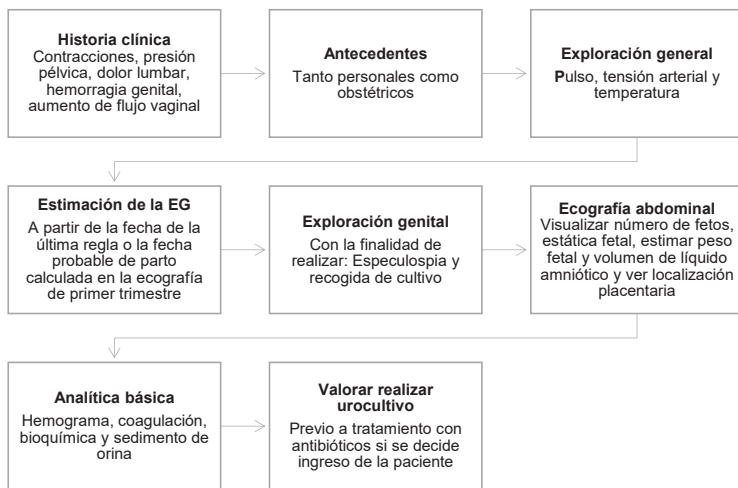 Historia clínica
Contracciones, presión
pélvica, dolor lumbar,
hemorragia genital,
aumento de flujo vaginal
Antecedentes
Tanto personales como
obstétricos
Exploración general
Pulso, tensión arterial y
temperatura
Estimación de la EG
A partir de la fecha de la
última regla o la fecha
probable de parto
calculada en la ecografía
de primer trimestre
Exploración genital
Con la finalidad de
realizar: Especulospia y
recogida de cultivo
Ecografía abdominal
Visualizar número de fetos,
estática fetal, estimar peso
fetal y volumen de líquido
amniótico y ver localización
placentaria
Analítica básica
Hemograma, coagulación,
bioquímica y sedimento de
orina
Valorar realizar
urocultivo
Previo a tratamiento con
antibióticos si se decide
ingreso de la paciente